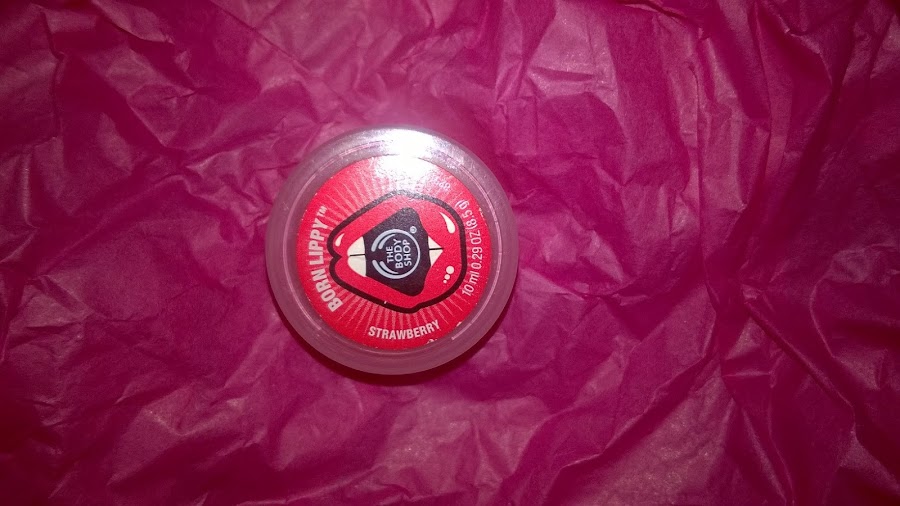 BORN LIPPY™
THE
BODY
SHOP®
10 ml 0.29 OZ (8.5 g)
STRAWBERRY